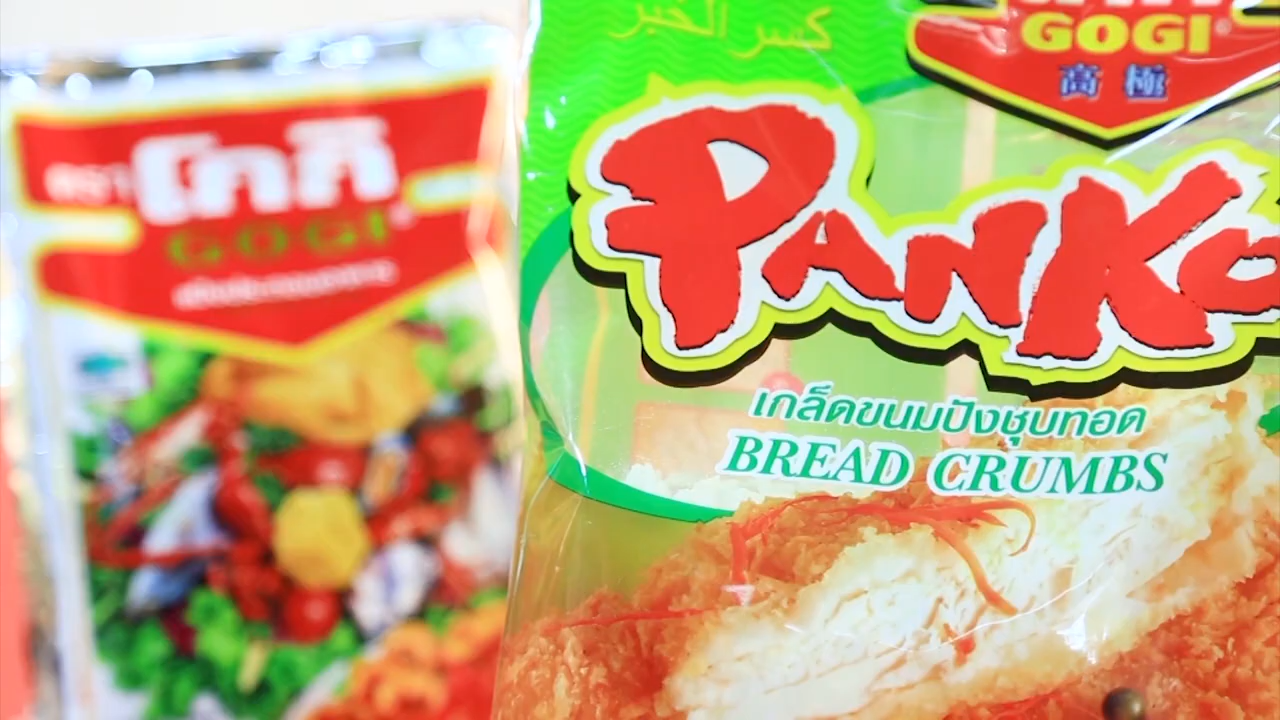 ตรา โกกิ
GOGI
كسر الخبز
GOGI
高極
PANKO
เกล็ดขนมปังชุบทอด
BREAD CRUMBS